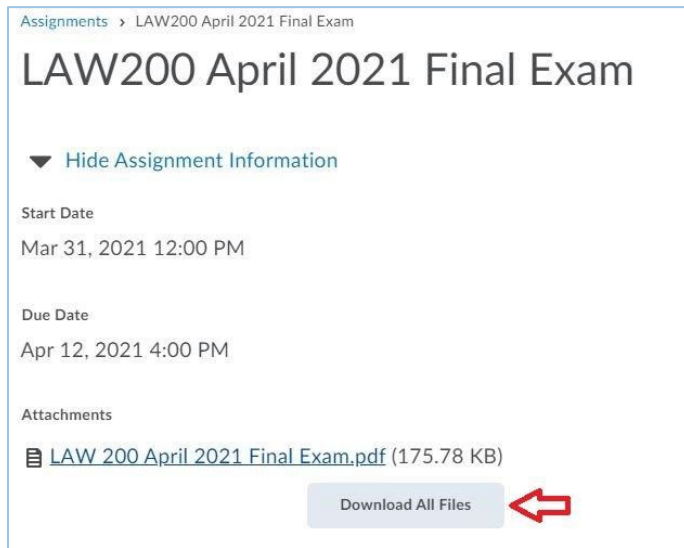 Assignments › LAW200 April 2021 Final Exam
LAW200 April 2021 Final Exam
Hide Assignment Information
Start Date
Mar 31, 2021 12:00 PM
Due Date
Apr 12, 2021 4:00 PM
Attachments
LAW 200 April 2021 Final Exam.pdf (175.78 KB)
Download All Files